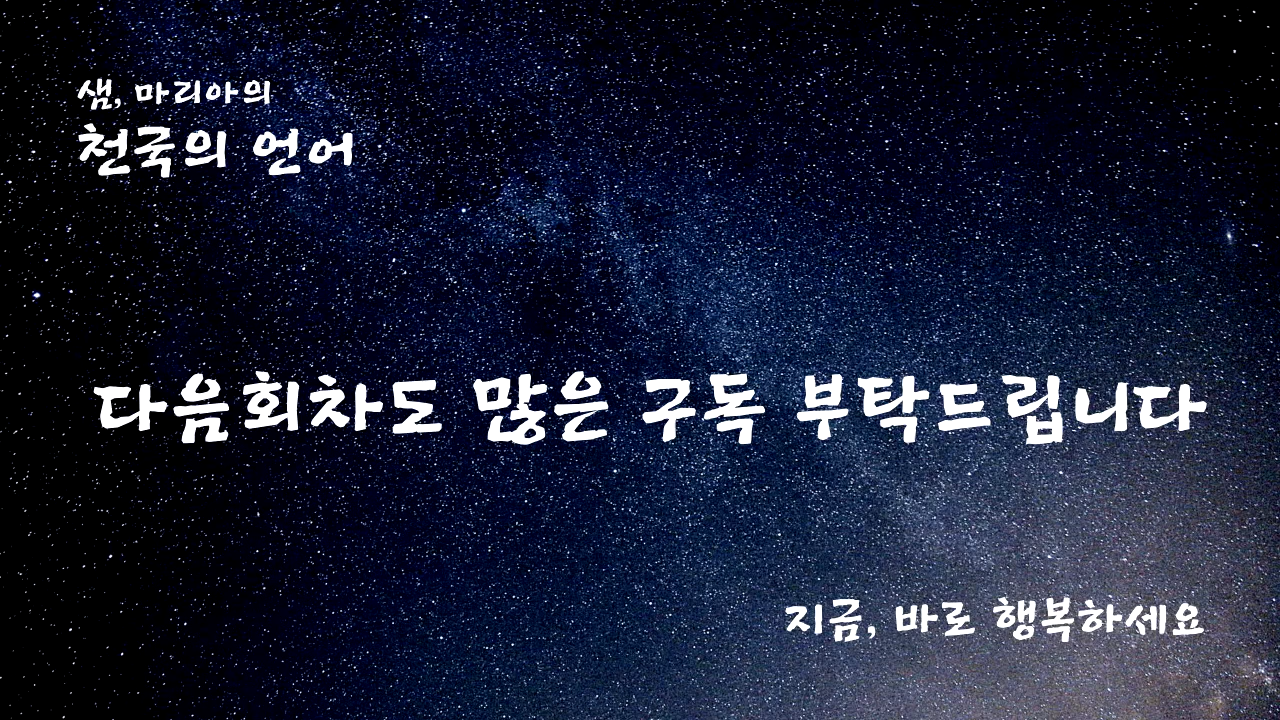 샘, 마리아의
천국의 언어
다음회차도 많은 구독 부탁드립니다
지금, 바로 행복하세요